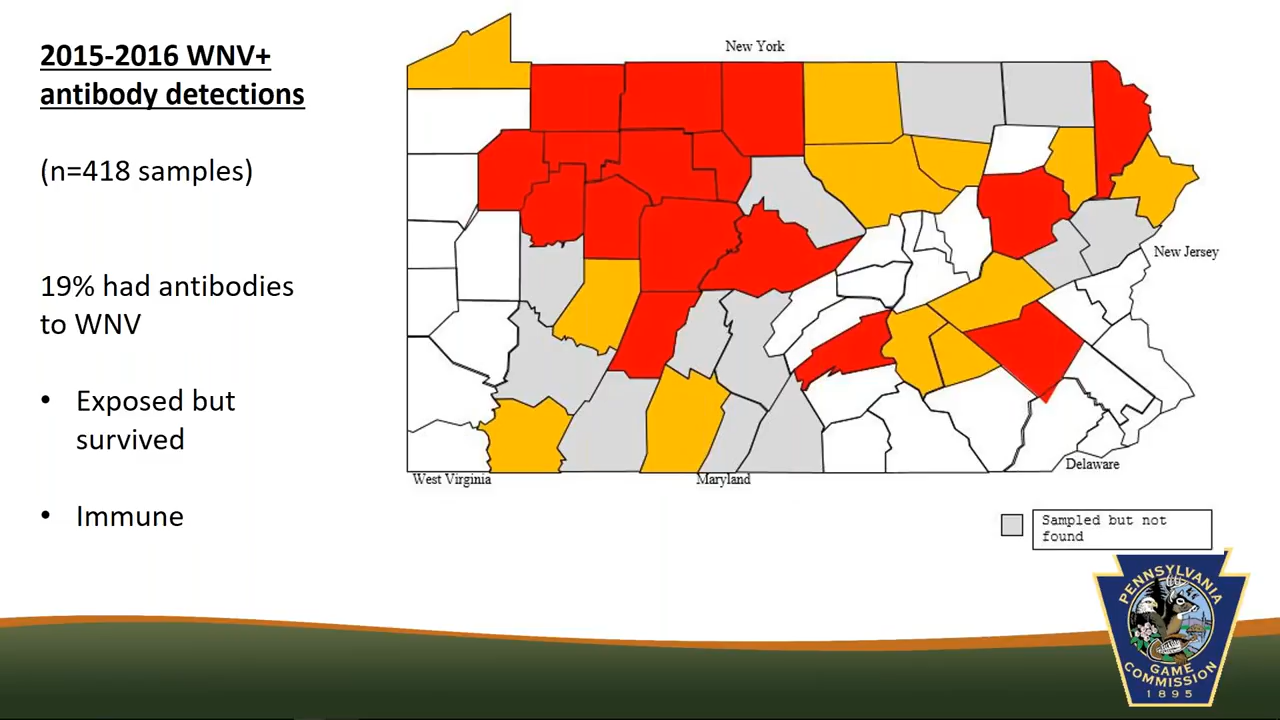 2015-2016 WNV+
antibody detections
(n=418 samples)
19% had antibodies
to WNV
• Exposed but
survived
• Immune
New York
New Jersey
West Virginia
Maryland
Delaware
Sampled but not
found
PENNSYLVANIA
GAME
COMMISSION
1895